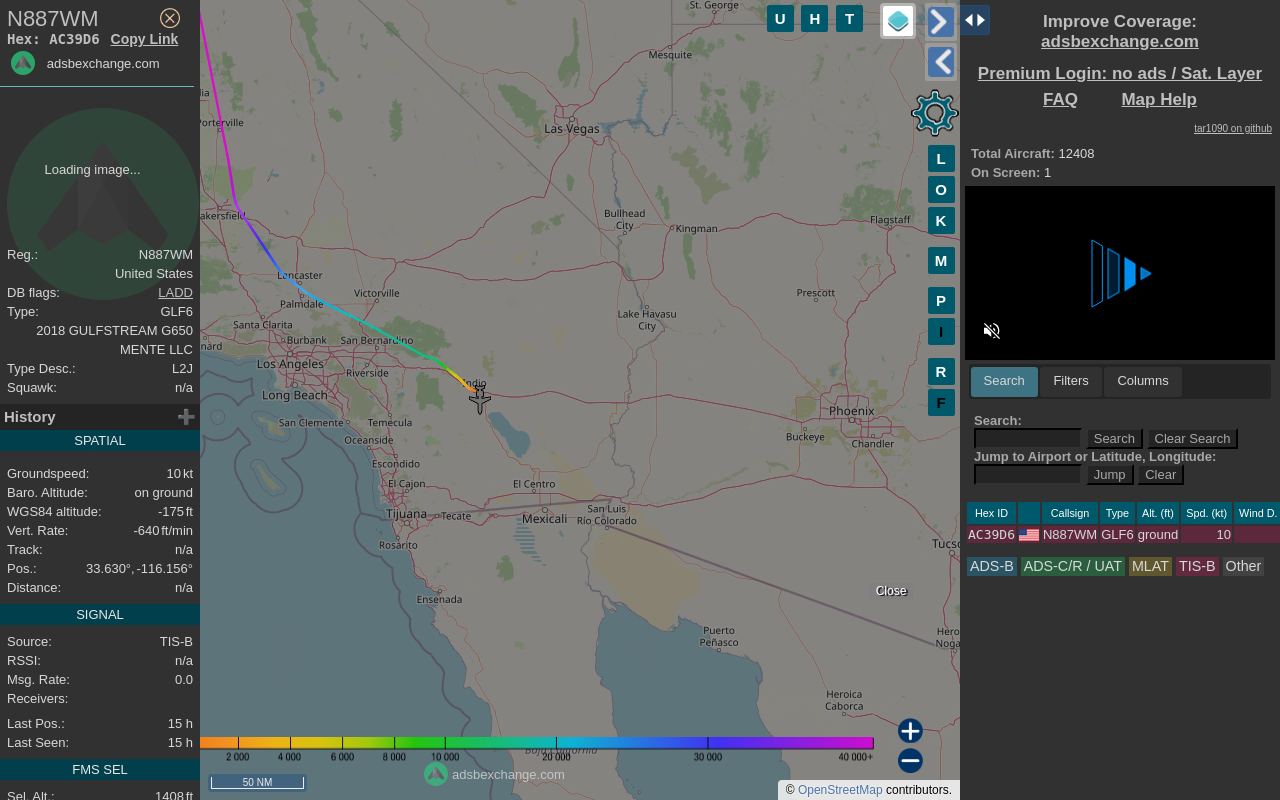 N887WM
Hex: AC39D6 Copy Link
adsbexchange.com
Loading image...
Reg.: N887WM
United States
DB flags: LADD
Type: GLF6
2018 GULFSTREAM G650
MENTE LLC
Type Desc.: L2J
Squawk: n/a
History
SPATIAL
Groundspeed: 10 kt
Baro. Altitude: on ground
WGS84 altitude: -175 ft
Vert. Rate: -640 ft/min
Track: n/a
Pos.: 33.630°, -116.156°
Distance: n/a
SIGNAL
Source: TIS-B
RSSI: n/a
Msg. Rate: 0.0
Receivers:
Last Pos.: 15 h
Last Seen: 15 h
FMS SEL
Sel. Alt.: 1408 ft
St. George
Mesquite
Las Vegas
Porterville
Bakersfield
Bullhead
City
Kingman
Flagstaff
Lancaster
Palmdale
Victorville
Prescott
Lake Havasu
City
Santa Clarita
Burbank
San Bernardino
Los Angeles
Riverside
Indio
Long Beach
Phoenix
San Clemente
Temecula
Buckeye
Chandler
Oceanside
Escondido
El Cajon
El Centro
Tijuana
Tecate
Mexicali
San Luis
Río Colorado
Rosarito
Ensenada
Puerto
Peñasco
Heroica
Caborca
U H T
L
O
K
M
P
I
R
F
Close
2 000 4 000 6 000 8 000 10 000 20 000 30 000 40 000+
Baja California
adsbexchange.com
50 NM
© OpenStreetMap contributors.
Improve Coverage:
adsbexchange.com
Premium Login: no ads / Sat. Layer
FAQ Map Help
tar1090 on github
Total Aircraft: 12408
On Screen: 1
Search Filters Columns
Search:
Search Clear Search
Jump to Airport or Latitude, Longitude:
Jump Clear
Hex ID Callsign Type Alt. (ft) Spd. (kt) Wind D.
AC39D6 N887WM GLF6 ground 10
ADS-B ADS-C/R / UAT MLAT TIS-B Other